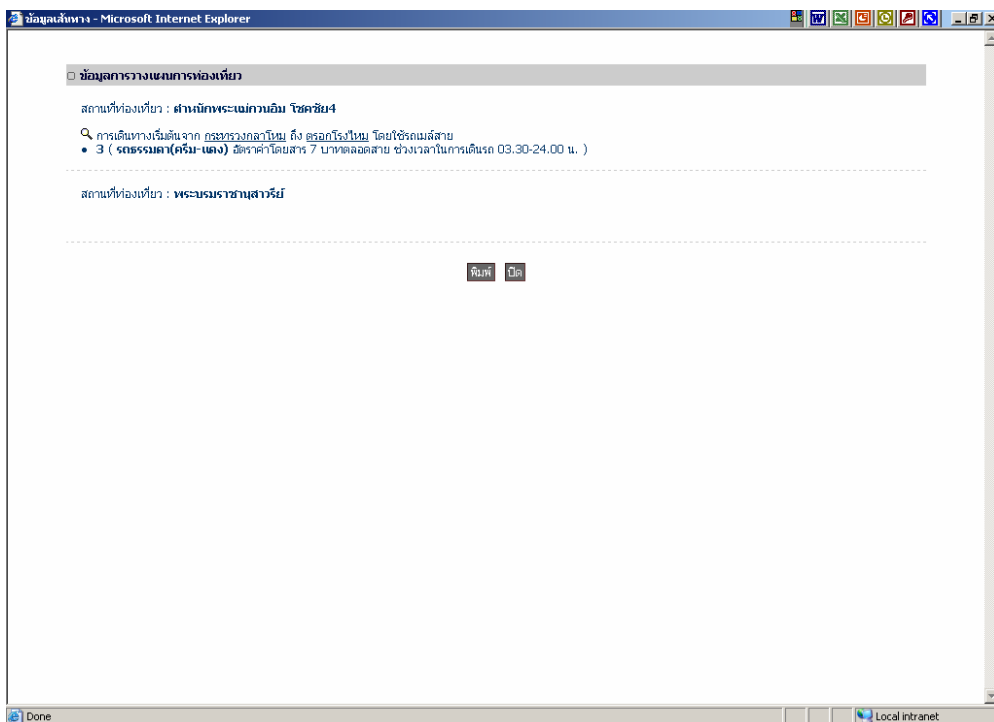 ข้อมูลเส้นทาง - Microsoft Internet Explorer
ข้อมูลการวางแผนการท่องเที่ยว
สถานที่ท่องเที่ยว : ตำหนักพระแม่กวนอิม โชคชัย4
การเดินทางเริ่มต้นจาก กระทรวงกลาโหม ถึง ตรอกโรงไหม โดยใช้รถเมล์สาย
• 3 ( รถธรรมดา(ครีม-แดง) อัตราค่าโดยสาร 7 บาทตลอดสาย ช่วงเวลาในการเดินรถ 03.30-24.00 น. )
สถานที่ท่องเที่ยว : พระบรมราชานุสาวรีย์
พิมพ์ ปิด
Done Local intranet